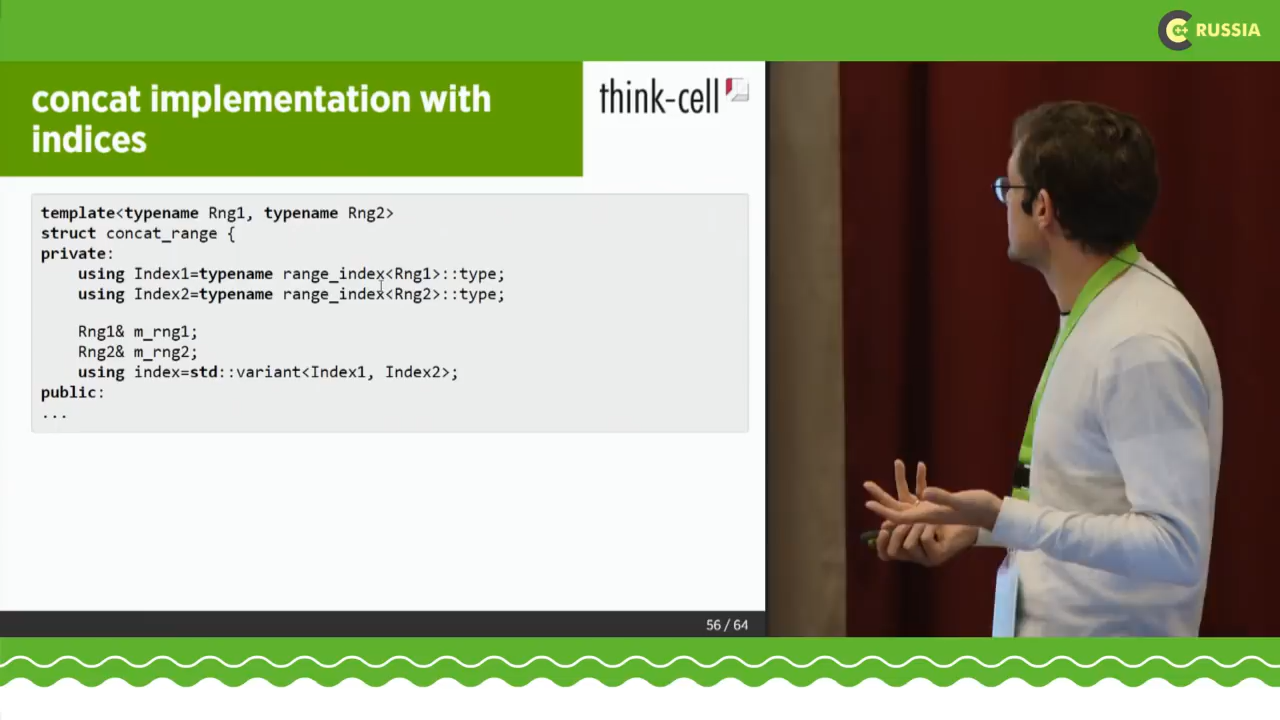 C++ RUSSIA
concat implementation with
indices
think-cell
template<typename Rng1, typename Rng2>
struct concat_range {
private:
    using Index1=typename range_index<Rng1>::type;
    using Index2=typename range_index<Rng2>::type;
    Rng1& m_rng1;
    Rng2& m_rng2;
    using index=std::variant<Index1, Index2>;
public:
...
56 / 64